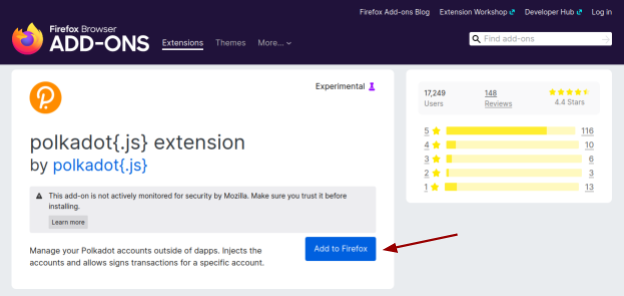 Firefox Add-ons Blog Extension Workshop Developer Hub Log in
Firefox Browser
ADD-ONS
Extensions Themes More...
Find add-ons
Experimental
polkadot{.js} extension
by polkadot{.js}
This add-on is not actively monitored for security by Mozilla. Make sure you trust it before
installing.
Learn more
Manage your Polkadot accounts outside of dapps. Injects the
accounts and allows signs transactions for a specific account.
Add to Firefox
17,249 148
Users Reviews 4.4 Stars
5 116
4 10
3 6
2 3
1 13